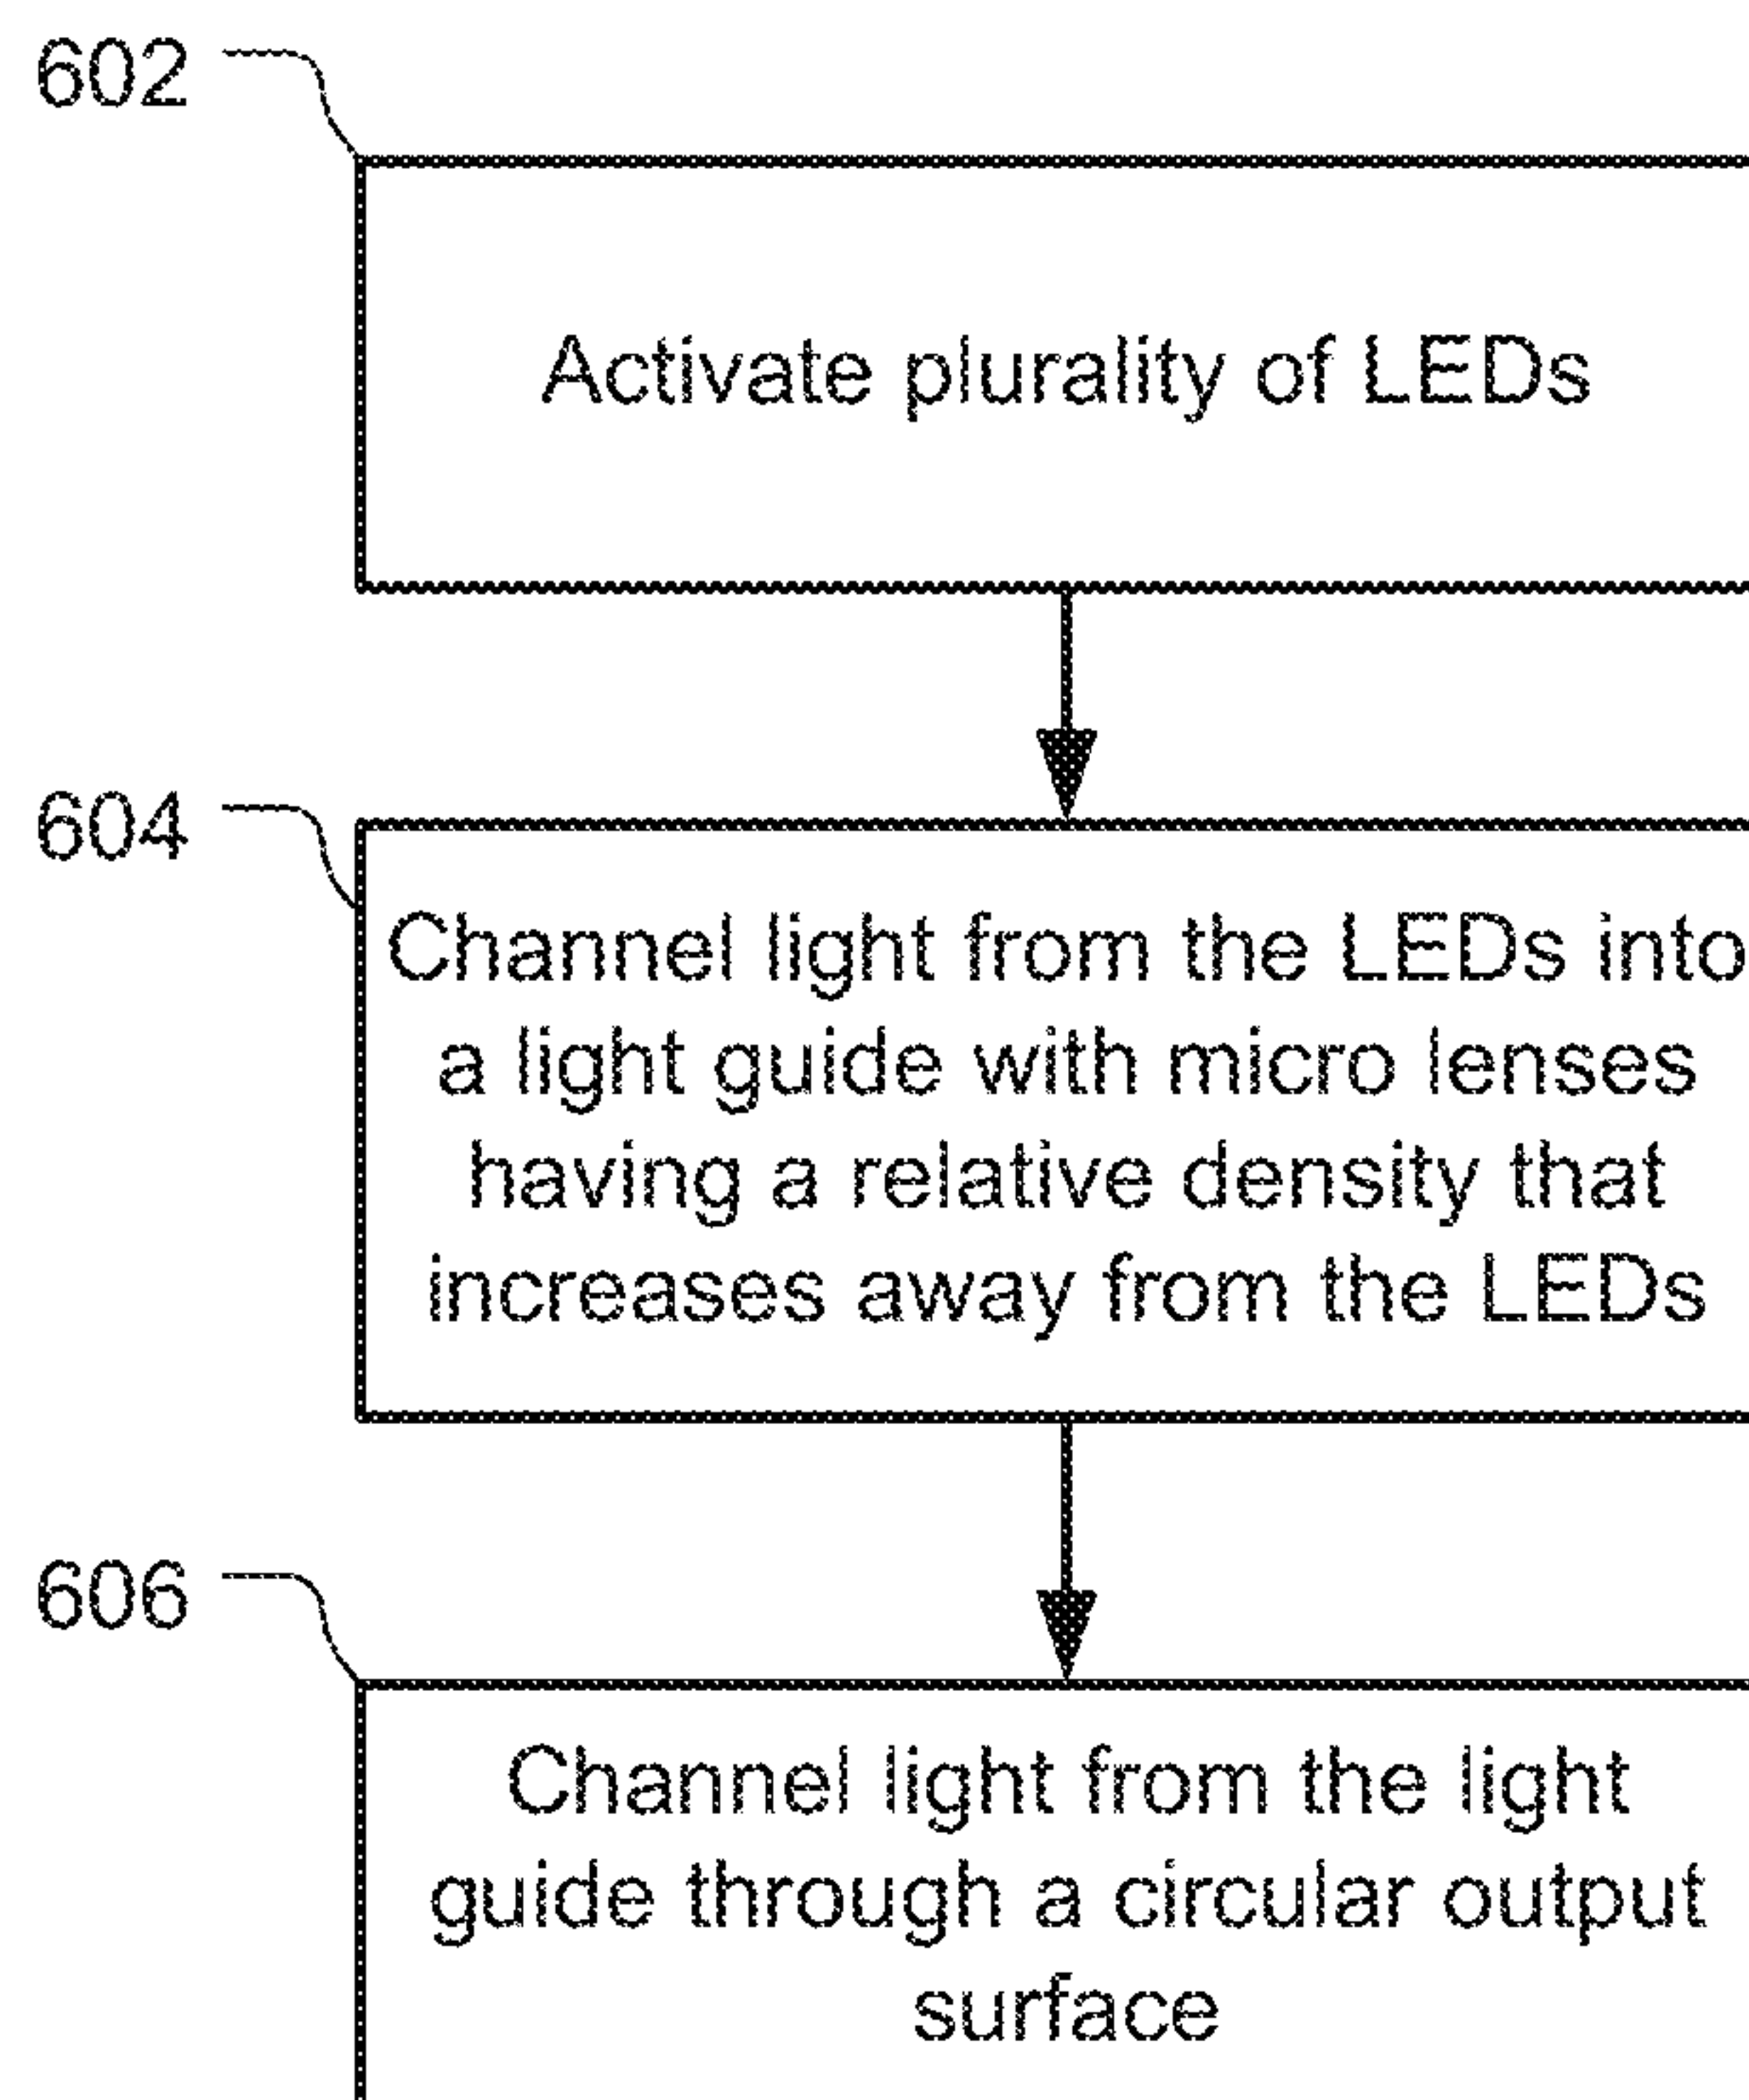 602
Activate plurality of LEDs
604
Channel light from the LEDs into
a light guide with micro lenses
having a relative density that
increases away from the LEDs
606
Channel light from the light
guide through a circular output
surface